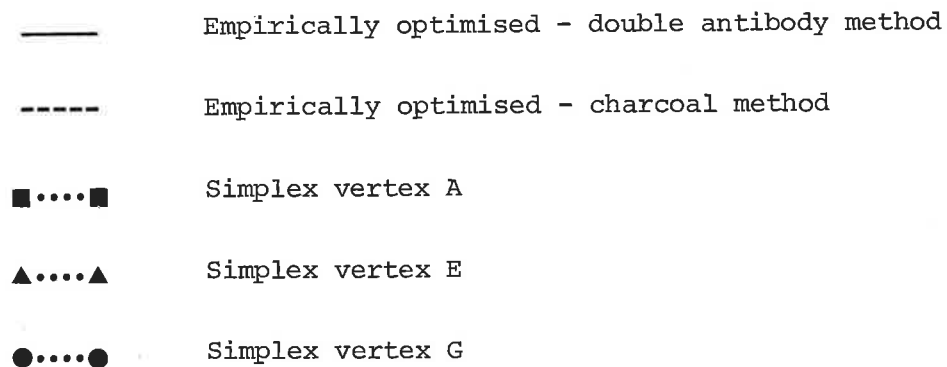 Empirically optimised - double antibody method
Empirically optimised - charcoal method
Simplex vertex A
Simplex vertex E
Simplex vertex G